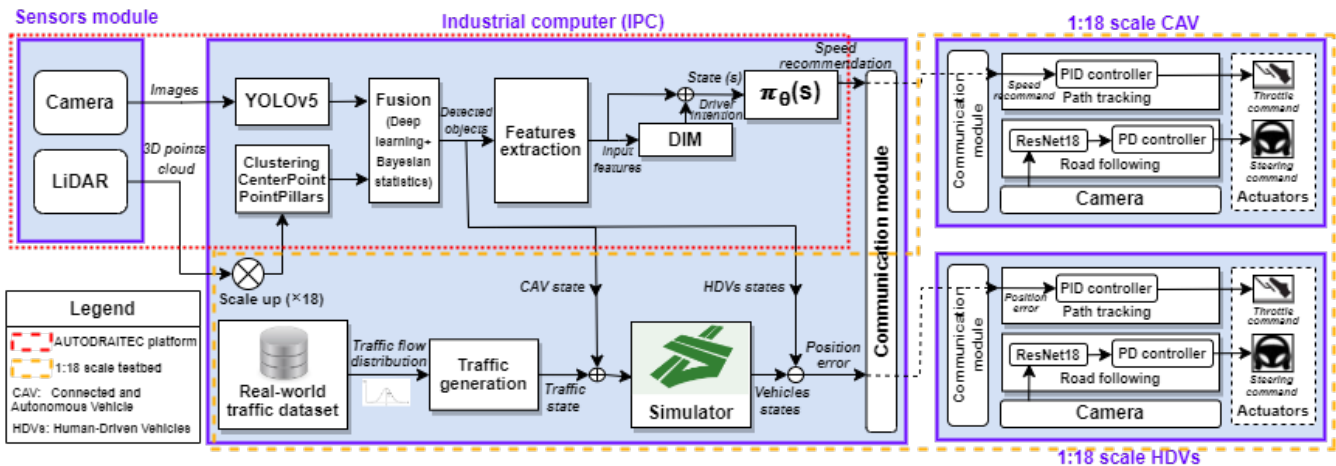 Sensors module
Industrial computer (IPC)
1:18 scale CAV
Camera
LiDAR
Images
3D points
cloud
YOLOv5
Clustering
CenterPoint
PointPillars
Fusion
(Deep
learning+
Bayesian
statistics)
Detected
objects
Features
extraction
Input
features
State (s)
Driver
intention
DIM
πθ(s)
Speed
recommendation
Communication module
Scale up (×18)
CAV state
HDVs states
Real-world
traffic dataset
Traffic flow
distribution
Traffic
generation
Traffic
state
Simulator
Vehicles
states
Position
error
Communication
module
Speed
recommand
PID controller
Path tracking
Throttle
command
ResNet18
PD controller
Road following
Steering
command
Camera
Actuators
Communication
module
Position
error
PID controller
Path tracking
Throttle
command
ResNet18
PD controller
Road following
Steering
command
Camera
Actuators
1:18 scale HDVs
Legend
AUTODRAITEC platform
1:18 scale testbed
CAV: Connected and
Autonomous Vehicle
HDVs: Human-Driven Vehicles